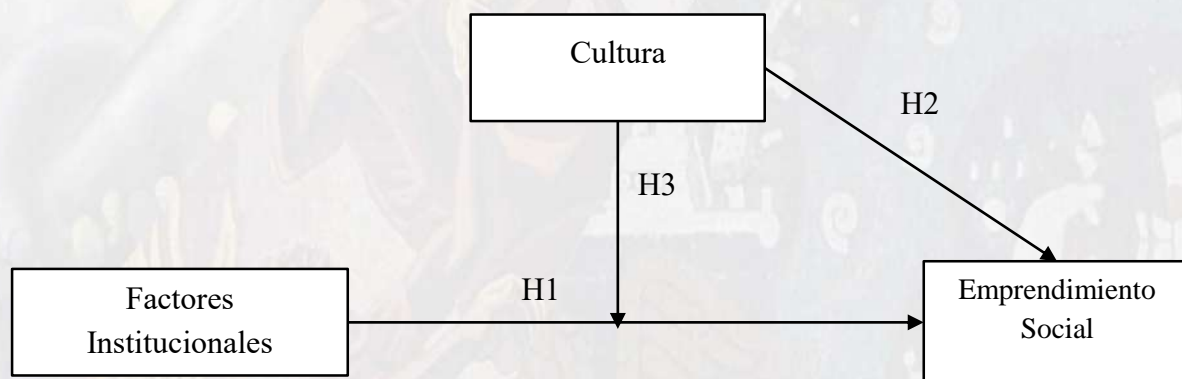 Cultura
H2
H3
H1
Factores
Institucionales
Emprendimiento
Social